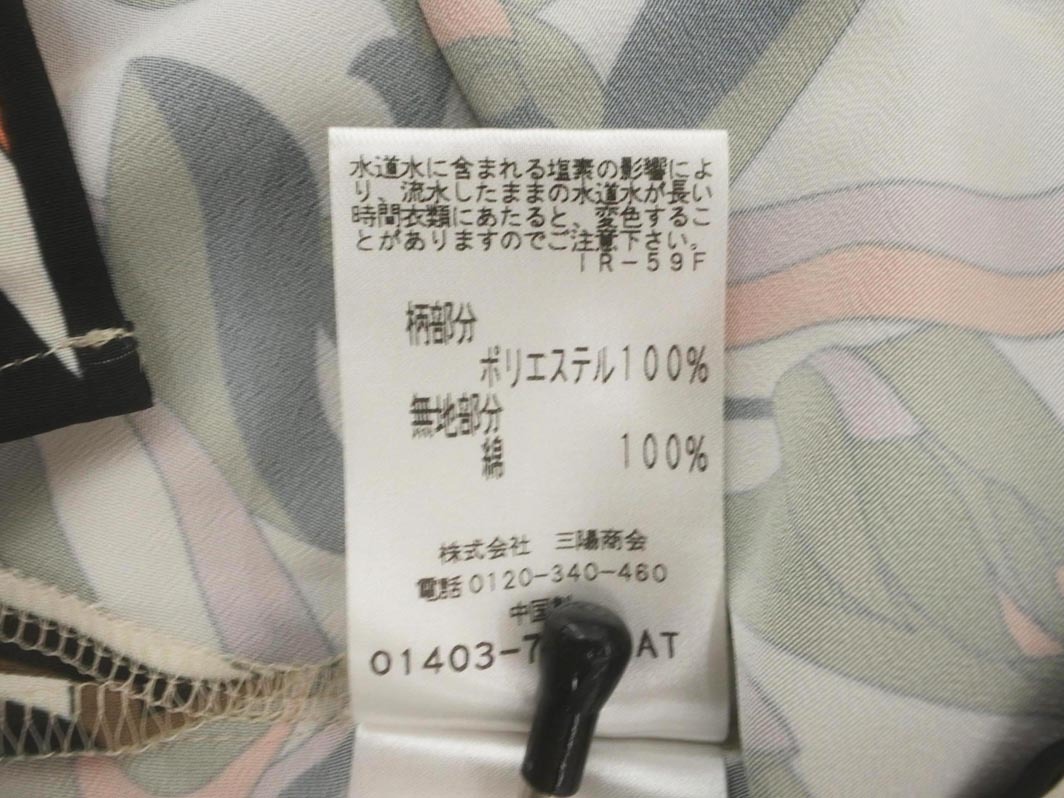 水道水に含まれる塩素の影響によ
り、流水したままの水道水が長い
時間衣類にあたると、変色するこ
とがありますのでご注意下さい。
IR-59F
柄部分
ポリエステル100%
無地部分
綿 100%
株式会社 三陽商会
電話0120-340-460
中国
01403-7 AT